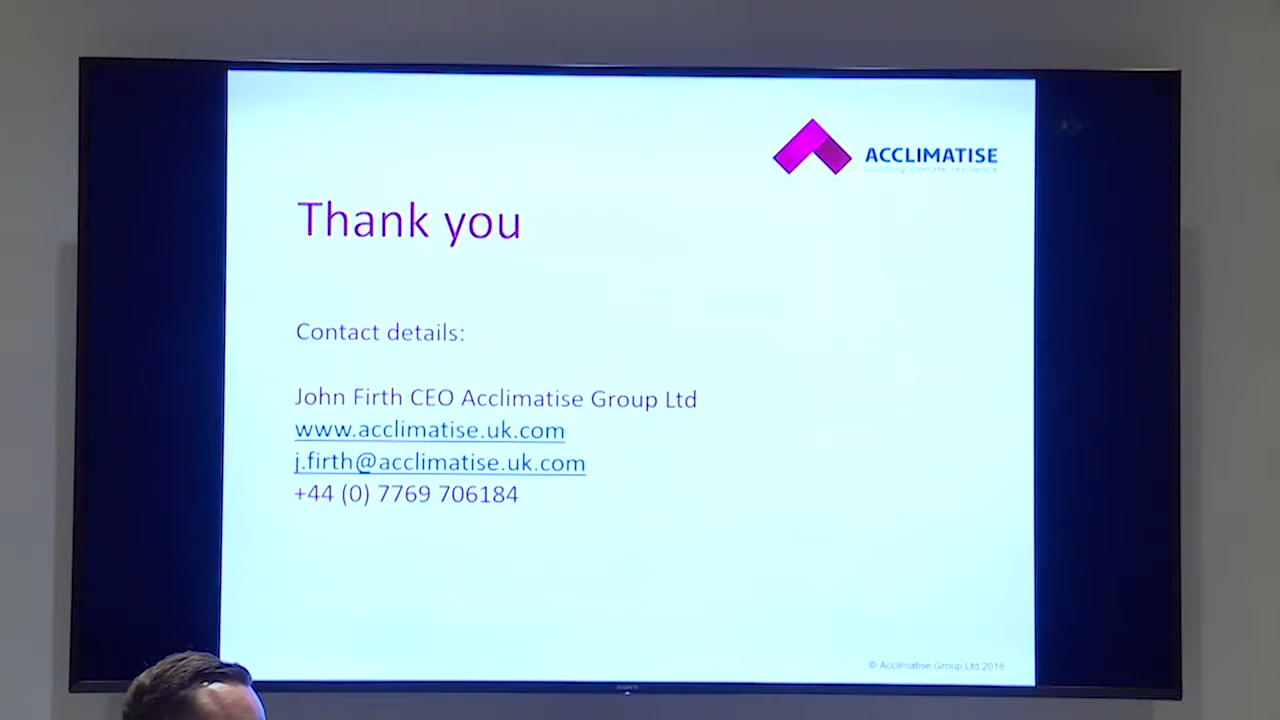 ACCLIMATISE
building climate resilience
Thank you
Contact details:
John Firth CEO Acclimatise Group Ltd
www.acclimatise.uk.com
j.firth@acclimatise.uk.com
+44 (0) 7769 706184
© Acclimatise Group Ltd 2018
SONY